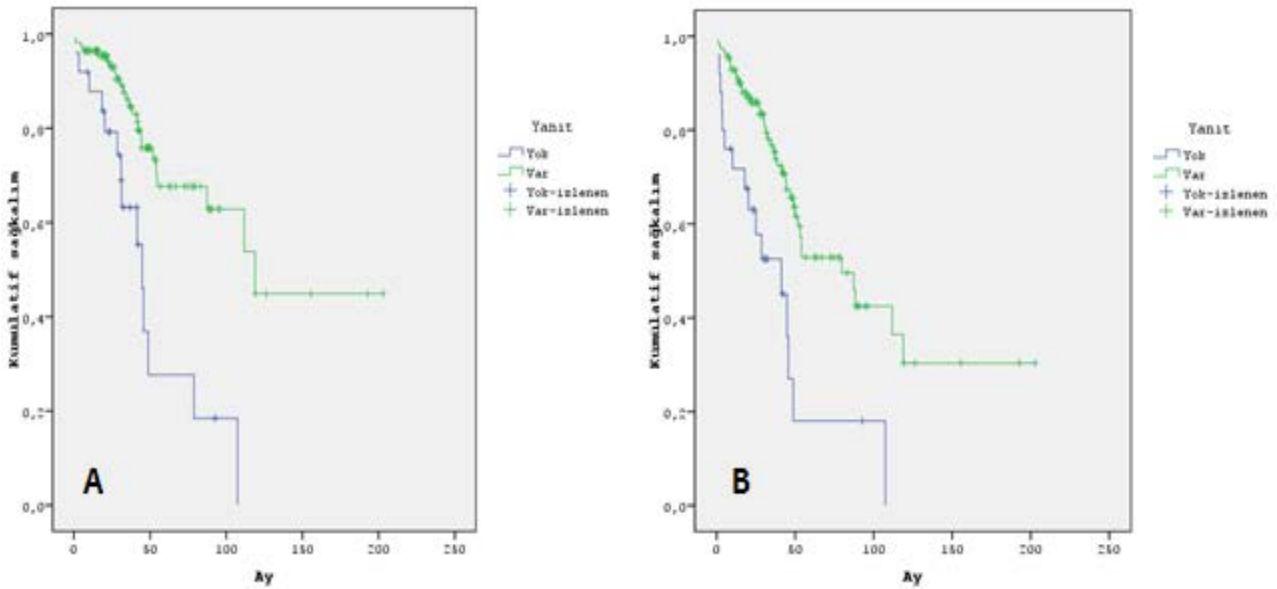 Kumulatif sağkalım
1,0
0,8
0,6
0,4
0,2
0,0
0
50
100
150
200
250
Ay
A
Yanıt
Yok
Var
Yok-izlenen
Var-izlenen
Kumulatif sağkalım
1,0
0,8
0,6
0,4
0,2
0,0
0
50
100
150
200
250
Ay
B
Yanıt
Yok
Var
Yok-izlenen
Var-izlenen